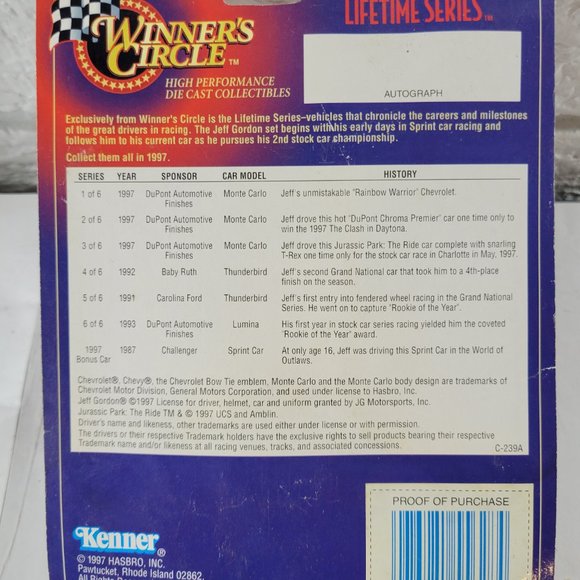 WINNER'S
CIRCLE™
HIGH PERFORMANCE
DIE CAST COLLECTIBLES
LIFETIME SERIES™
AUTOGRAPH
Exclusively from Winner's Circle is the Lifetime Series–vehicles that chronicle the careers and milestones
of the great drivers in racing. The Jeff Gordon set begins with his early days in Sprint car racing and
follows him to his current car as he pursues his 2nd stock car championship.
Collect them all in 1997.
SERIES YEAR SPONSOR CAR MODEL HISTORY
1 of 6 1997 DuPont Automotive Monte Carlo Jeff's unmistakable "Rainbow Warrior" Chevrolet.
Finishes
2 of 6 1997 DuPont Automotive Monte Carlo Jeff drove this hot "DuPont Chroma Premier" car one time only to
Finishes win the 1997 The Clash in Daytona.
3 of 6 1997 DuPont Automotive Monte Carlo Jeff drove this Jurassic Park: The Ride car complete with snarling
Finishes T-Rex one time only for the stock car race in Charlotte in May, 1997.
4 of 6 1992 Baby Ruth Thunderbird Jeff's second Grand National car that took him to a 4th-place
finish on the season.
5 of 6 1991 Carolina Ford Thunderbird Jeff's first entry into fendered wheel racing in the Grand National
Series. He went on to capture "Rookie of the Year".
6 of 6 1993 DuPont Automotive Lumina His first year in stock car series racing yielded him the coveted
Finishes "Rookie of the Year" award.
1997 1987 Challenger Sprint Car At only age 16, Jeff was driving this Sprint Car in the World of
Bonus Car Outlaws.
Chevrolet®, Chevy®, the Chevrolet Bow Tie emblem, Monte Carlo and the Monte Carlo body design are trademarks of
Chevrolet Motor Division, General Motors Corporation, and used under license to Hasbro, Inc.
Jeff Gordon® ©1997 License for driver, helmet, car and uniform granted by JG Motorsports, Inc.
Jurassic Park: The Ride TM & © 1997 UCS and Amblin.
Driver's name and likeness, other trademarks are used either under license or with permission.
The drivers or their respective Trademark holders have the exclusive rights to sell products bearing their respective
Trademark name and/or likeness at all racing venues, tracks, and associated concessions.
C-239A
PROOF OF PURCHASE
Kenner
© 1997 HASBRO, INC.
Pawtucket, Rhode Island 02862.
All Rights